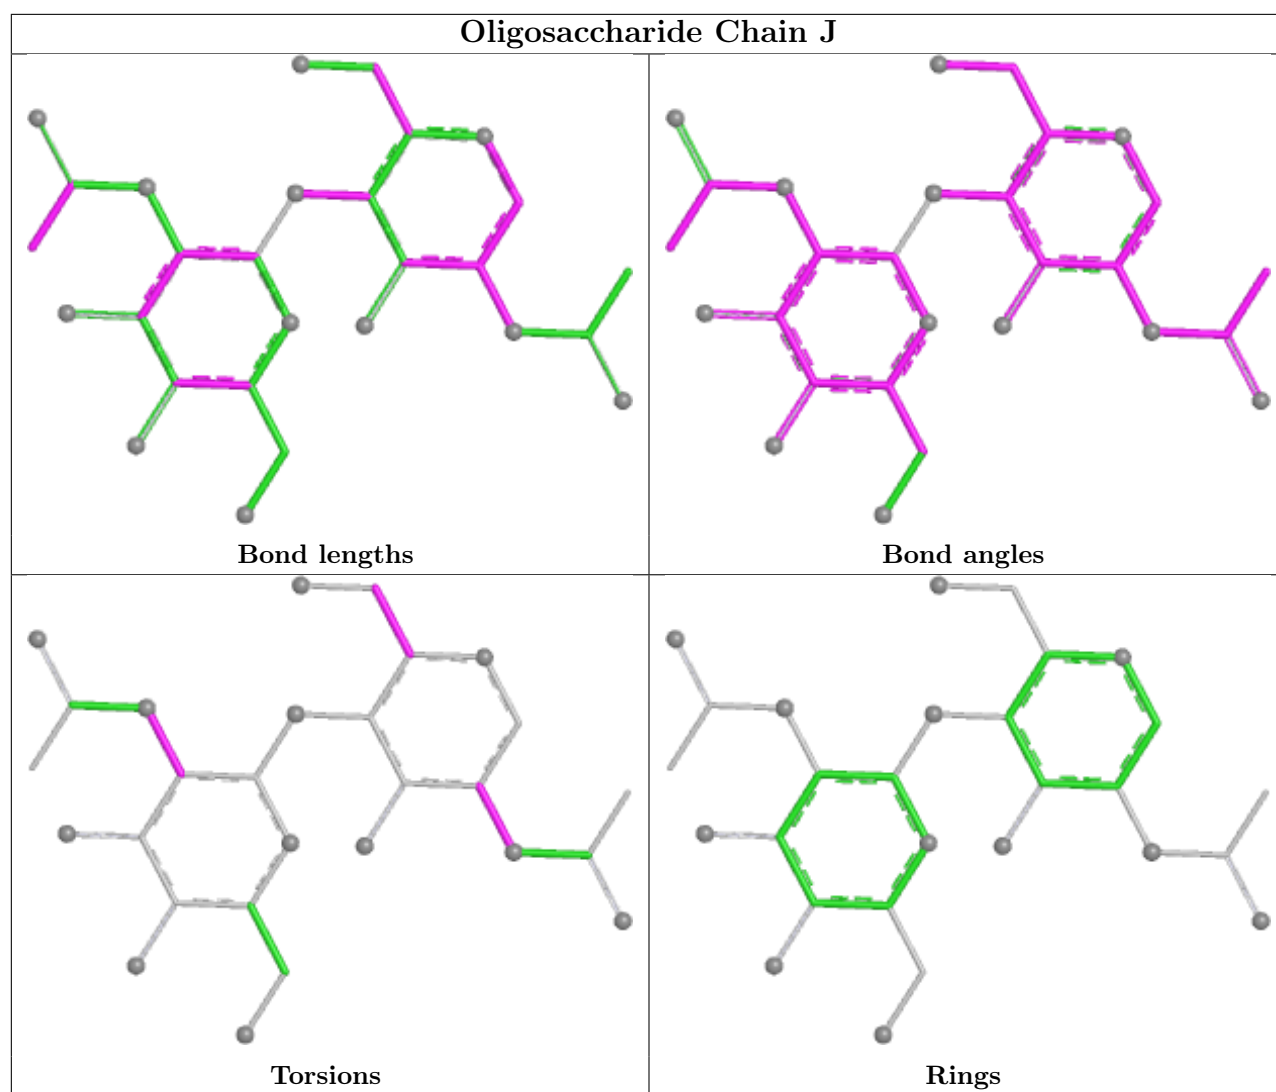 Oligosaccharide Chain J
Bond lengths
Bond angles
Torsions
Rings